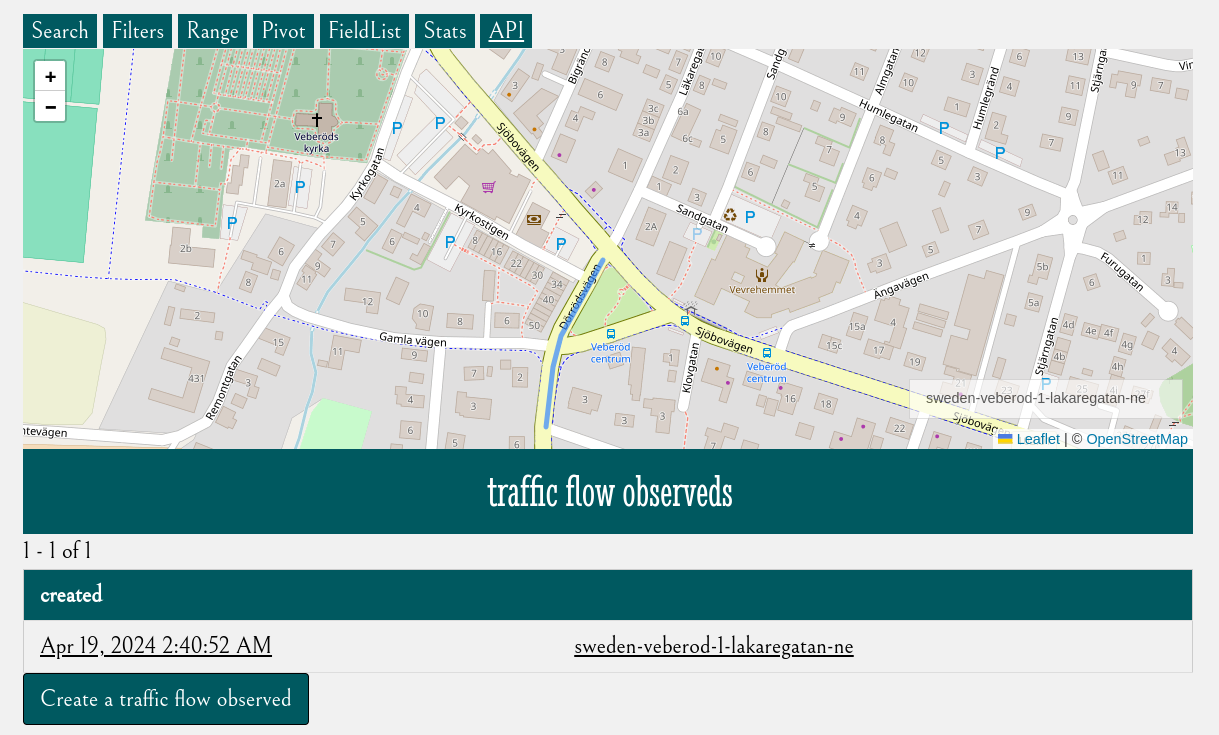 Search Filters Range Pivot FieldList Stats API
+
−
Veberöds
kyrka
Kyrkogatan
Kyrkostigen
Sjöbovägen
Sandgatan
Humlegatan
Humlegränd
Almgatan
Furugatan
Ängavägen
Vevrehemmet
Dörrödsvägen
Gamla vägen
Remontgatan
Klovgatan
Stjärngatan
Veberöd
centrum
Sjöbovägen
Veberöd
centrum
sweden-veberod-1-lakaregatan-ne
Leaflet | © OpenStreetMap
traffic flow observeds
1 - 1 of 1
created
Apr 19, 2024 2:40:52 AM sweden-veberod-1-lakaregatan-ne
Create a traffic flow observed